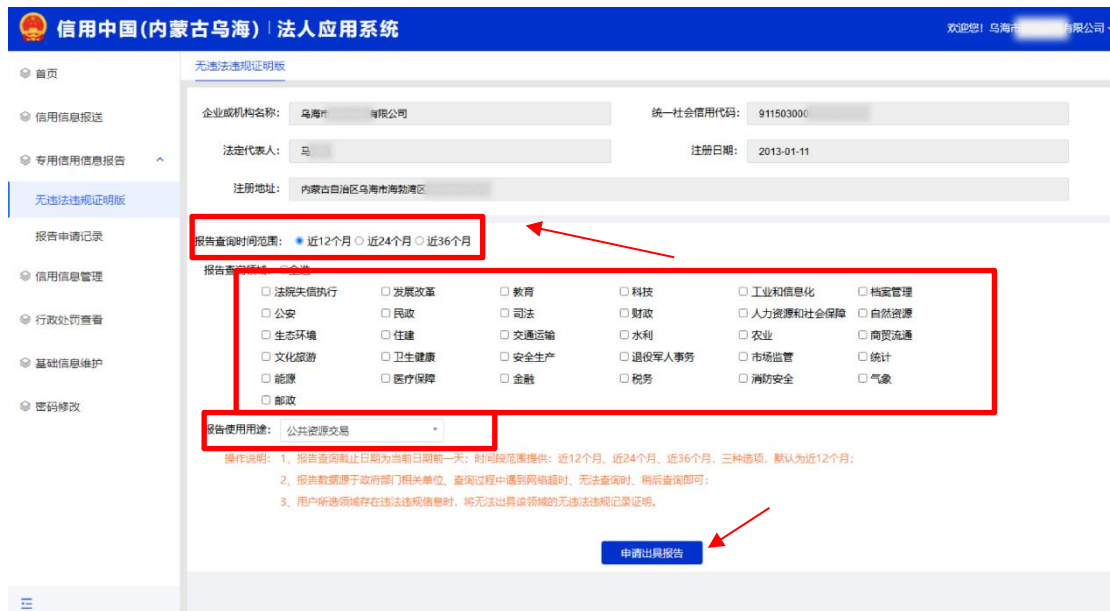 信用中国(内蒙古乌海) 法人应用系统
欢迎您! 乌海市 有限公司
首页
信用信息报送
专用信用信息报告
无违法违规证明版
报告申请记录
信用信息管理
行政处罚查看
基础信息维护
密码修改
无违法违规证明版
企业或机构名称: 乌海市 有限公司 统一社会信用代码: 911503000
法定代表人: 马 注册日期: 2013-01-11
注册地址: 内蒙古自治区乌海市海勃湾区
报告查询时间范围: 近12个月 近24个月 近36个月
报告查询领域: 全选
法院失信执行 发展改革 教育 科技 工业和信息化 档案管理
公安 民政 司法 财政 人力资源和社会保障 自然资源
生态环境 住建 交通运输 水利 农业 商贸流通
文化旅游 卫生健康 安全生产 退役军人事务 市场监管 统计
能源 医疗保障 金融 税务 消防安全 气象
邮政
报告使用用途: 公共资源交易
操作说明: 1、报告查询截止日期为当前日期前一天; 时间段范围提供: 近12个月、近24个月、近36个月, 三种选项, 默认为近12个月;
2、报告数据源于政府部门相关单位, 查询过程中遇到网络超时、无法查询时、稍后查询即可;
3、用户所选领域存在违法违规信息时, 将无法出具该领域的无违法违规记录证明。
申请出具报告